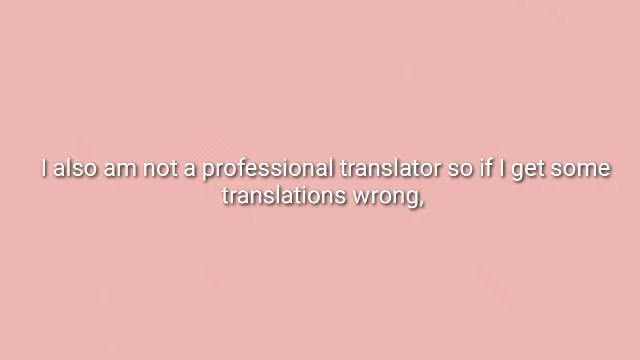 I also am not a professional translator so if I get some
translations wrong,